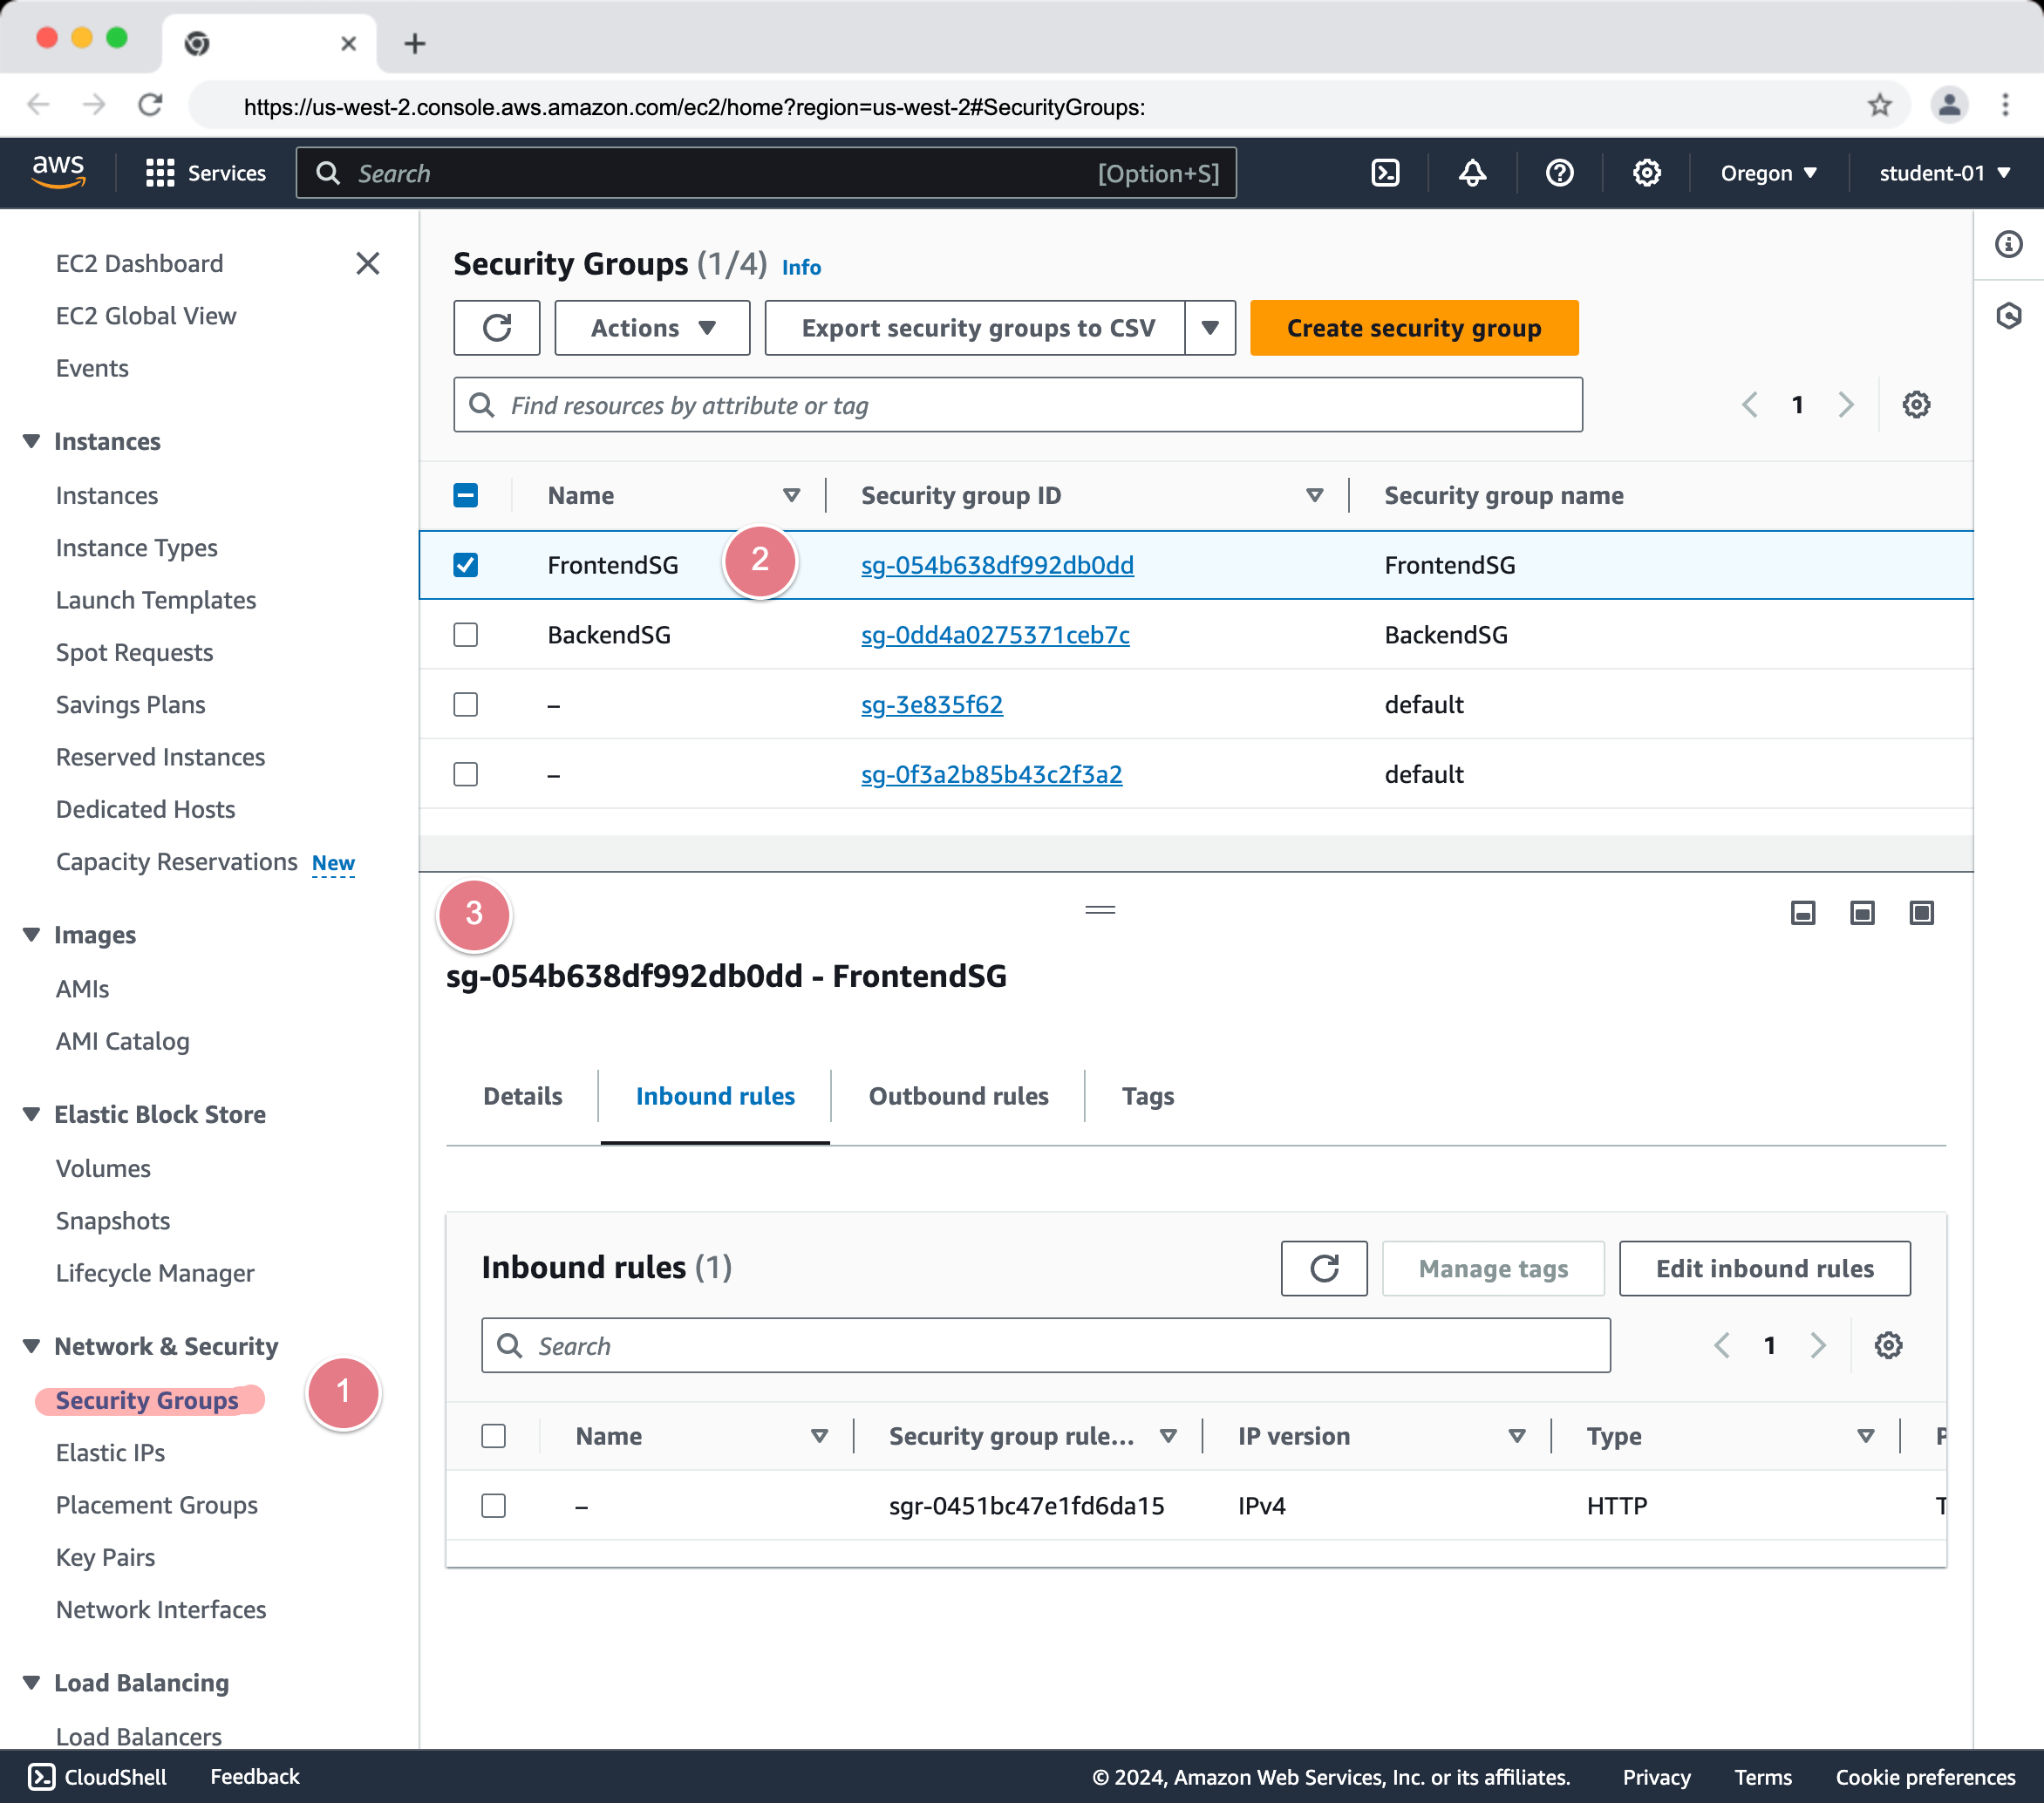 https://us-west-2.console.aws.amazon.com/ec2/home?region=us-west-2#SecurityGroups:
aws Services Search [Option+S] Oregon student-01
EC2 Dashboard
EC2 Global View
Events
Instances
Instances
Instance Types
Launch Templates
Spot Requests
Savings Plans
Reserved Instances
Dedicated Hosts
Capacity Reservations New
Images
AMIs
AMI Catalog
Elastic Block Store
Volumes
Snapshots
Lifecycle Manager
Network & Security
Security Groups 1
Elastic IPs
Placement Groups
Key Pairs
Network Interfaces
Load Balancing
Load Balancers
Security Groups (1/4) Info
Actions Export security groups to CSV Create security group
Find resources by attribute or tag 1
Name Security group ID Security group name
FrontendSG 2 sg-054b638df992db0dd FrontendSG
BackendSG sg-0dd4a0275371ceb7c BackendSG
– sg-3e835f62 default
– sg-0f3a2b85b43c2f3a2 default
3
sg-054b638df992db0dd - FrontendSG
Details Inbound rules Outbound rules Tags
Inbound rules (1) Manage tags Edit inbound rules
Search 1
Name Security group rule... IP version Type
– sgr-0451bc47e1fd6da15 IPv4 HTTP
CloudShell Feedback © 2024, Amazon Web Services, Inc. or its affiliates. Privacy Terms Cookie preferences